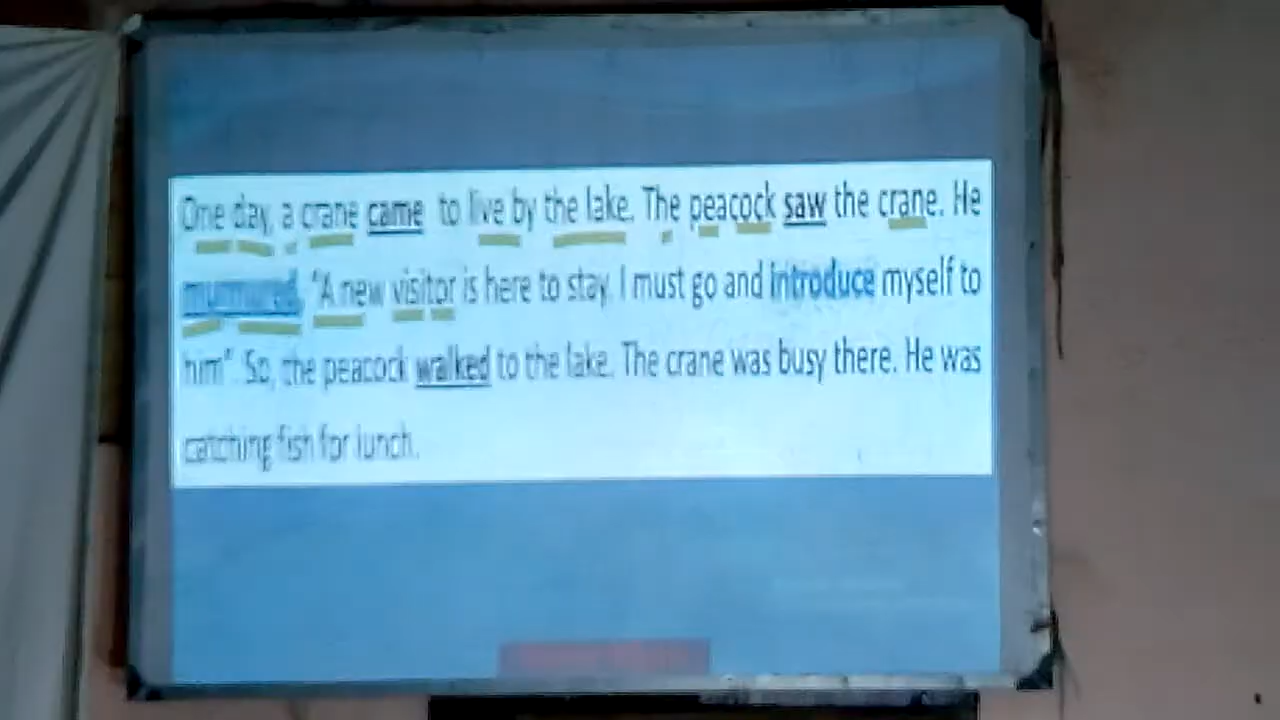 One day, a crane came to live by the lake. The peacock saw the crane. He
murmured, "A new visitor is here to stay. I must go and introduce myself to
him". So, the peacock walked to the lake. The crane was busy there. He was
catching fish for lunch.